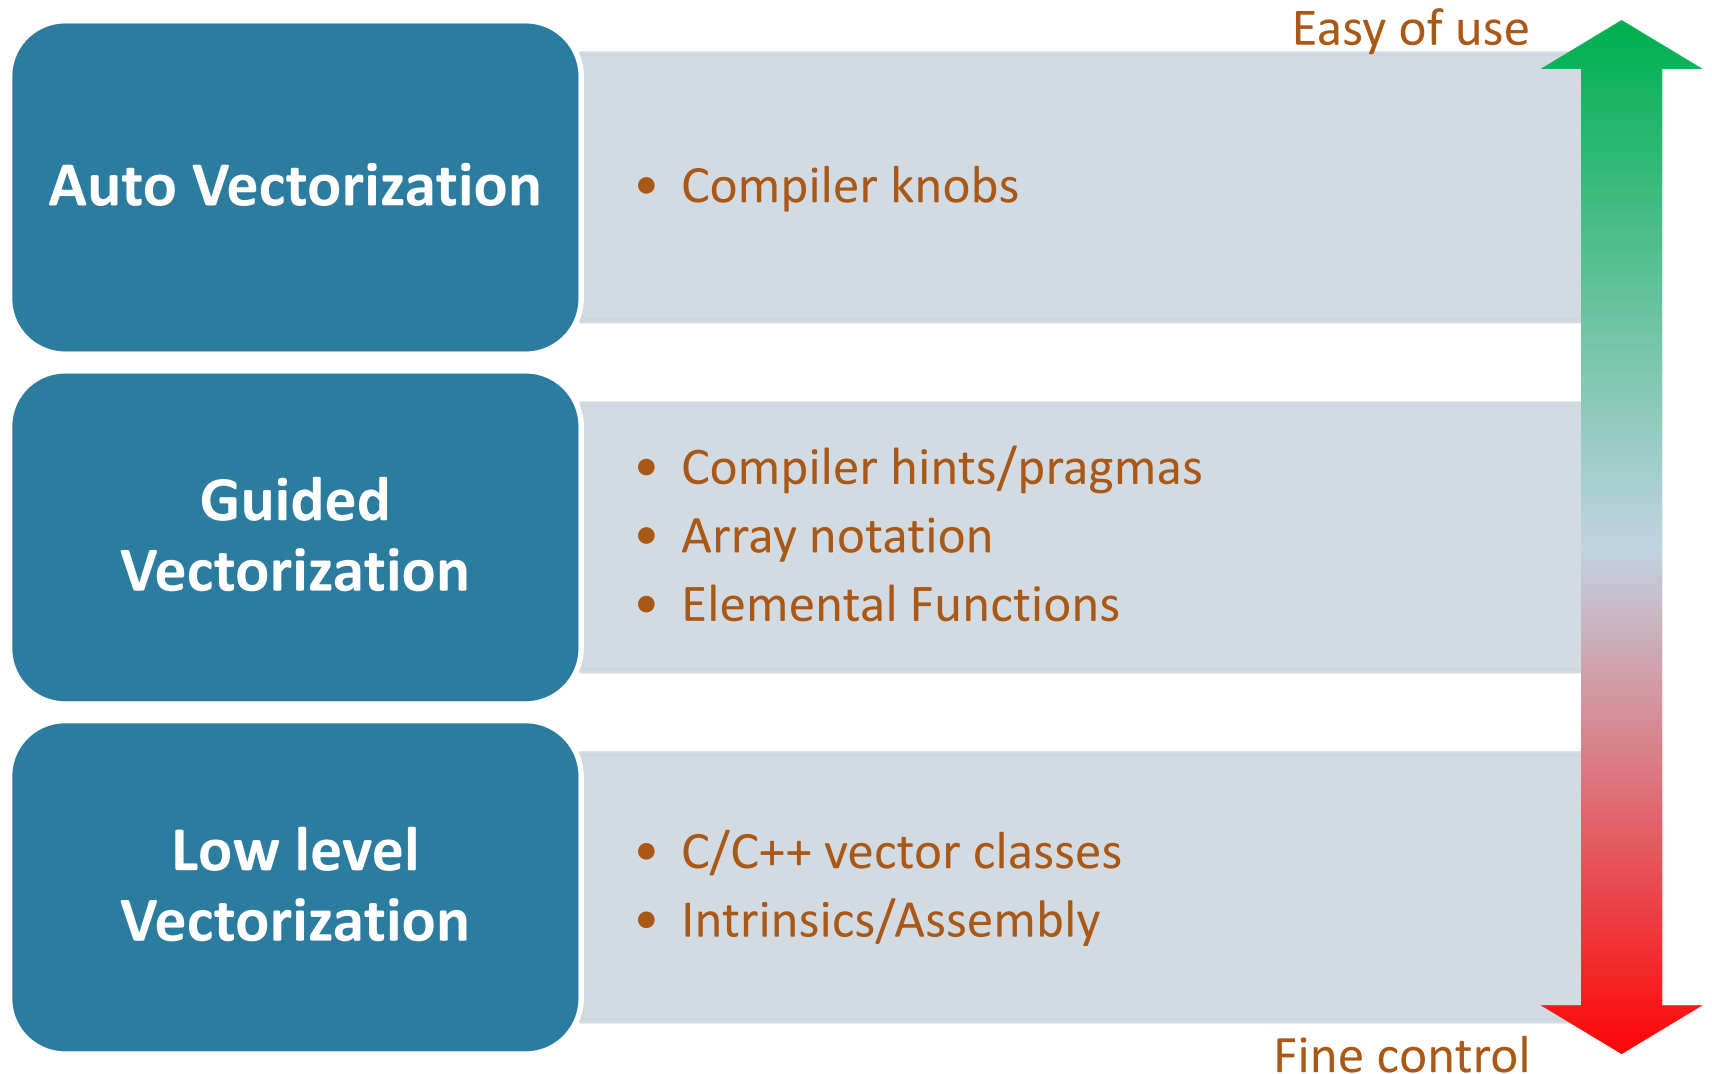 Easy of use
Auto Vectorization
• Compiler knobs
Guided
Vectorization
• Compiler hints/pragmas
• Array notation
• Elemental Functions
Low level
Vectorization
• C/C++ vector classes
• Intrinsics/Assembly
Fine control